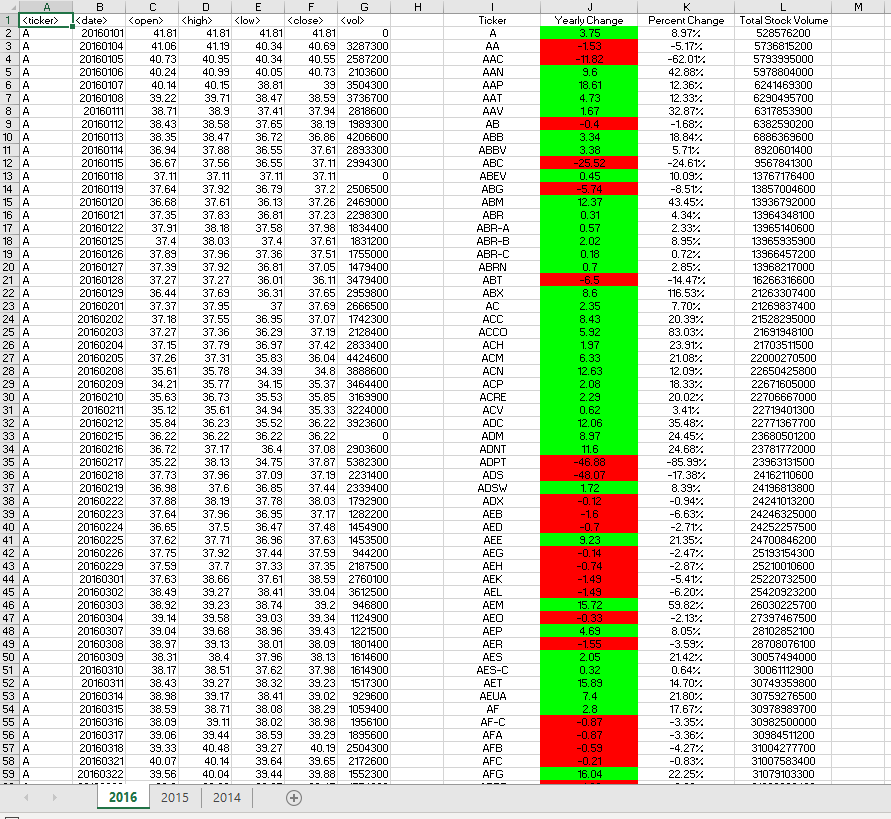 A B C D E F G H I J K L M
1 <ticker> <date> <open> <high> <low> <close> <vol> Ticker Yearly Change Percent Change Total Stock Volume
2 A 20160101 41.81 41.81 41.81 41.81 0 A 3.75 8.97% 528576200
3 A 20160104 41.06 41.19 40.34 40.69 3287300 AA -1.53 -5.17% 5736815200
4 A 20160105 40.73 40.95 40.34 40.55 2587200 AAC -11.82 -62.01% 5793995000
5 A 20160106 40.24 40.99 40.05 40.73 2103600 AAN 9.6 42.88% 5978804000
6 A 20160107 40.14 40.15 38.81 39 3504300 AAP 18.61 12.36% 6241469300
7 A 20160108 39.22 39.71 38.47 38.59 3736700 AAT 4.73 12.33% 6290495700
8 A 20160111 38.71 38.9 37.41 37.94 2818600 AAV 1.67 32.87% 6317853900
9 A 20160112 38.43 38.58 37.65 38.19 1989300 AB -0.4 -1.68% 6382590200
10 A 20160113 38.35 38.47 36.72 36.86 4206600 ABB 3.34 18.84% 6886369600
11 A 20160114 36.94 37.88 36.55 37.61 2893300 ABBV 3.38 5.71% 8920601400
12 A 20160115 36.67 37.56 36.55 37.11 2994300 ABC -25.52 -24.61% 9567841300
13 A 20160118 37.11 37.11 37.11 37.11 0 ABEV 0.45 10.09% 13767176400
14 A 20160119 37.64 37.92 36.79 37.2 2506500 ABG -5.74 -8.51% 13857004600
15 A 20160120 36.68 37.61 36.13 37.26 2469000 ABM 12.37 43.45% 13936792000
16 A 20160121 37.35 37.83 36.81 37.23 2298300 ABR 0.31 4.34% 13964348100
17 A 20160122 37.91 38.18 37.58 37.98 1834400 ABR-A 0.57 2.33% 13965140600
18 A 20160125 37.4 38.03 37.4 37.61 1831200 ABR-B 2.02 8.95% 13965935900
19 A 20160126 37.89 37.96 37.36 37.51 1755000 ABR-C 0.18 0.72% 13966457200
20 A 20160127 37.39 37.92 36.81 37.05 1479400 ABRN 0.7 2.85% 13968217000
21 A 20160128 37.27 37.27 36.01 36.11 3479400 ABT -6.5 -14.47% 16266316600
22 A 20160129 36.44 37.69 36.31 37.65 2959800 ABX 8.6 116.53% 21263307400
23 A 20160201 37.37 37.95 37 37.69 2666500 AC 2.35 7.70% 21269837400
24 A 20160202 37.18 37.55 36.95 37.07 1742300 ACC 8.43 20.39% 21528295000
25 A 20160203 37.27 37.36 36.29 37.19 2128400 ACCO 5.92 83.03% 21691948100
26 A 20160204 37.15 37.79 36.97 37.42 2833400 ACH 1.97 23.91% 21703511500
27 A 20160205 37.26 37.31 35.83 36.04 4424600 ACM 6.33 21.08% 22000270500
28 A 20160208 35.61 35.78 34.39 34.8 3888600 ACN 12.63 12.09% 22650425800
29 A 20160209 34.21 35.77 34.15 35.37 3464400 ACP 2.08 18.33% 22671605000
30 A 20160210 35.63 36.73 35.53 35.85 3169900 ACRE 2.29 20.02% 22706667000
31 A 20160211 35.12 35.61 34.94 35.33 3224000 ACV 0.62 3.41% 22719401300
32 A 20160212 35.84 36.23 35.52 36.22 3923600 ADC 12.06 35.48% 22771367700
33 A 20160215 36.22 36.22 36.22 36.22 0 ADM 8.97 24.45% 23680501200
34 A 20160216 36.72 37.17 36.4 37.08 2903600 ADNT 11.6 24.68% 23781772000
35 A 20160217 35.22 38.13 34.75 37.87 5382300 ADPT -46.88 -85.99% 23963131500
36 A 20160218 37.73 37.96 37.09 37.19 2231400 ADS -48.07 -17.38% 24162110600
37 A 20160219 36.98 37.6 36.85 37.44 2339400 ADSW 1.72 8.39% 24196813800
38 A 20160222 37.88 38.19 37.78 38.03 1792900 ADX -0.12 -0.94% 24241013200
39 A 20160223 37.64 37.96 36.95 37.17 1282200 AEB -1.6 -6.63% 24246325000
40 A 20160224 36.65 37.5 36.47 37.48 1454900 AED -0.7 -2.71% 24252257500
41 A 20160225 37.62 37.71 36.96 37.63 1453500 AEE 9.23 21.35% 24700846200
42 A 20160226 37.75 37.92 37.44 37.59 944200 AEG -0.14 -2.47% 25193154300
43 A 20160229 37.59 37.7 37.33 37.35 2187500 AEH -0.74 -2.87% 25210010600
44 A 20160301 37.63 38.66 37.61 38.59 2760100 AEK -1.49 -5.41% 25220732500
45 A 20160302 38.49 39.27 38.41 39.04 3612500 AEL -1.49 -6.20% 25420923200
46 A 20160303 38.92 39.23 38.74 39.2 946800 AEM 15.72 59.82% 26030225700
47 A 20160304 39.14 39.58 39.03 39.34 1124900 AEO -0.33 -2.13% 27397467500
48 A 20160307 39.04 39.68 38.96 39.43 1221500 AEP 4.69 8.05% 28102852100
49 A 20160308 38.97 39.13 38.01 38.09 1801400 AER -1.55 -3.59% 28708076100
50 A 20160309 38.31 38.4 37.96 38.13 1614600 AES 2.05 21.42% 30057494000
51 A 20160310 38.17 38.51 37.62 37.98 1614900 AES-C 0.32 0.64% 30061112900
52 A 20160311 38.43 39.27 38.32 39.23 1517300 AET 15.89 14.70% 30749359800
53 A 20160314 38.98 39.17 38.41 39.02 929600 AEUA 7.4 21.80% 30759276500
54 A 20160315 38.59 38.71 38.08 38.29 1059400 AF 2.8 17.67% 30978989700
55 A 20160316 38.09 39.11 38.02 38.98 1956100 AF-C -0.87 -3.35% 30982500000
56 A 20160317 39.06 39.44 38.59 39.29 1895600 AFA -0.87 -3.36% 30984511200
57 A 20160318 39.33 40.48 39.27 40.19 2504300 AFB -0.59 -4.27% 31004277700
58 A 20160321 40.07 40.14 39.64 39.65 2172600 AFC -0.21 -0.83% 31007583400
59 A 20160322 39.56 40.04 39.44 39.88 1552300 AFG 16.04 22.25% 31079103300
2016 2015 2014